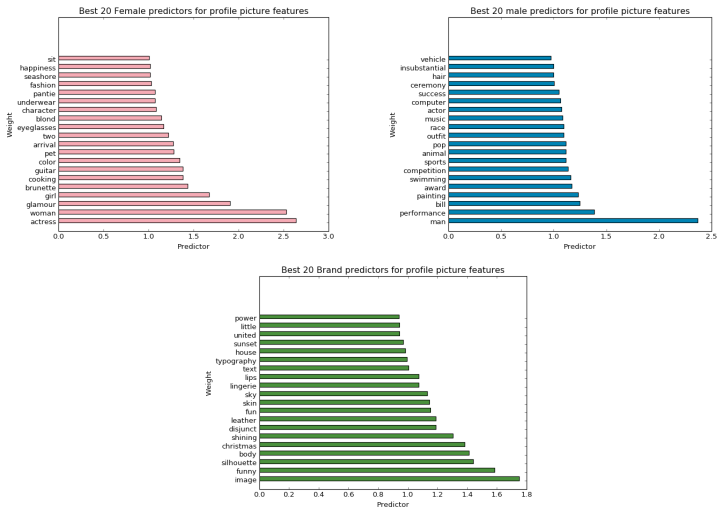 Best 20 Female predictors for profile picture features
sit
happiness
seashore
fashion
pantie
underwear
character
blond
eyeglasses
two
arrival
pet
color
guitar
cooking
brunette
girl
glamour
woman
actress
Weight
0.0 0.5 1.0 1.5 2.0 2.5 3.0
Predictor
Best 20 male predictors for profile picture features
vehicle
insubstantial
hair
ceremony
success
computer
actor
music
race
outfit
pop
animal
sports
competition
swimming
award
painting
bill
performance
man
Weight
0.0 0.5 1.0 1.5 2.0 2.5
Predictor
Best 20 Brand predictors for profile picture features
power
little
united
sunset
house
typography
text
lips
lingerie
sky
skin
fun
leather
disjunct
shining
christmas
body
silhouette
funny
image
Weight
0.0 0.2 0.4 0.6 0.8 1.0 1.2 1.4 1.6 1.8
Predictor